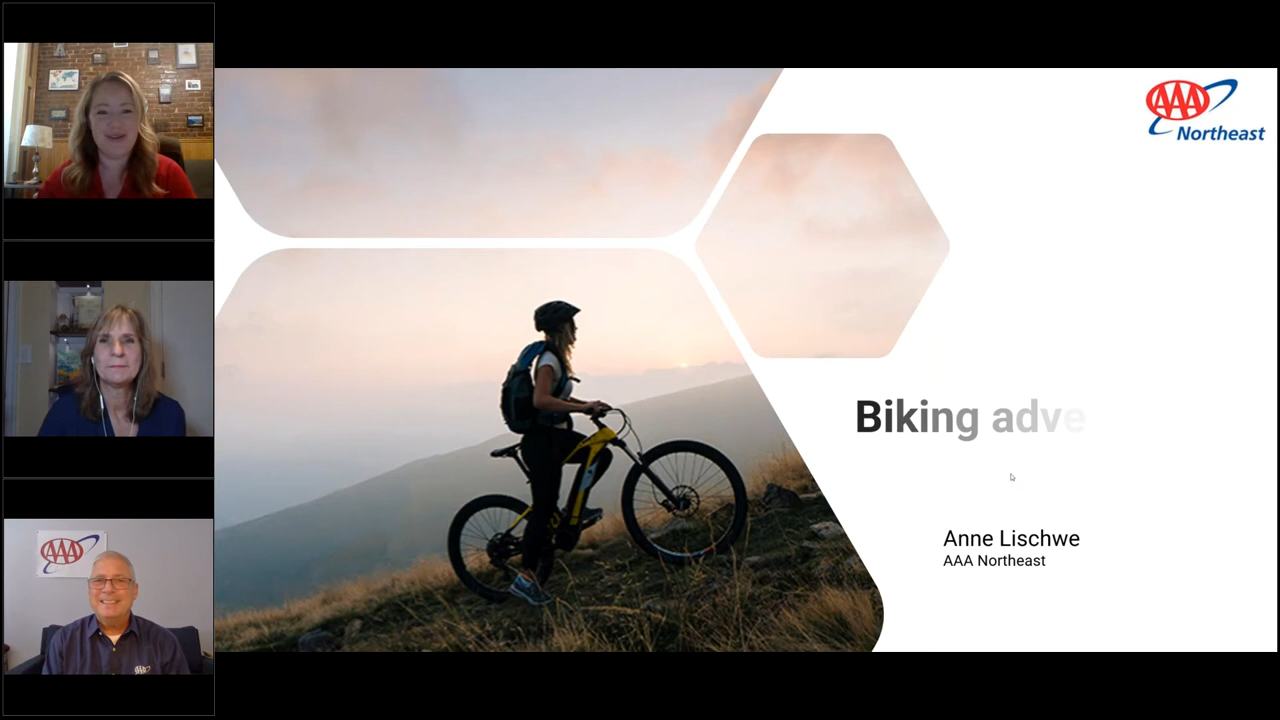 AAA
Northeast
Biking adve
Anne Lischwe
AAA Northeast
AAA